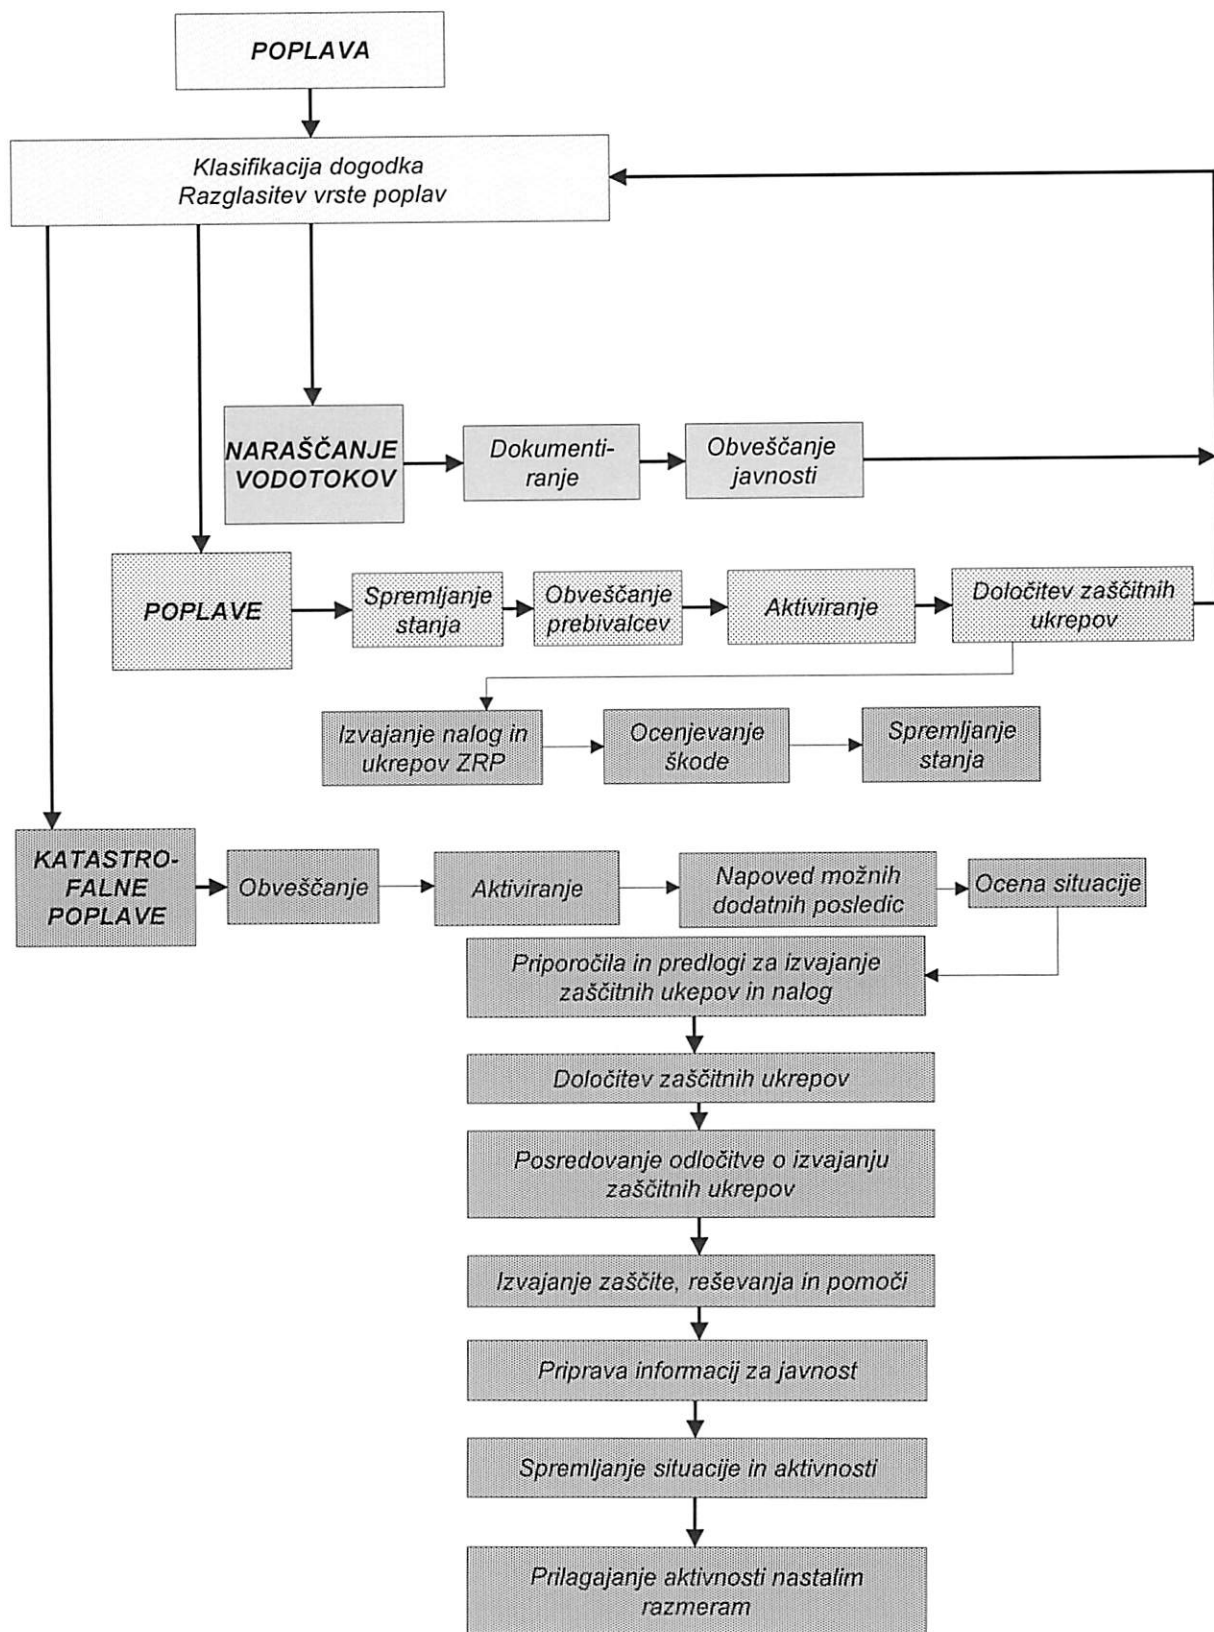 POPLAVA
Klasifikacija dogodka
Razglasitev vrste poplav
NARAŠČANJE
VODOTOKOV
Dokumenti-
ranje
Obveščanje
javnosti
POPLAVE
Spremljanje
stanja
Obveščanje
prebivalcev
Aktiviranje
Določitev zaščitnih
ukrepov
Izvajanje nalog in
ukrepov ZRP
Ocenjevanje
škode
Spremljanje
stanja
KATASTRO-
FALNE
POPLAVE
Obveščanje
Aktiviranje
Napoved možnih
dodatnih posledic
Ocena situacije
Priporočila in predlogi za izvajanje
zaščitnih ukepov in nalog
Določitev zaščitnih ukrepov
Posredovanje odločitve o izvajanju
zaščitnih ukrepov
Izvajanje zaščite, reševanja in pomoči
Priprava informacij za javnost
Spremljanje situacije in aktivnosti
Prilagajanje aktivnosti nastalim
razmeram